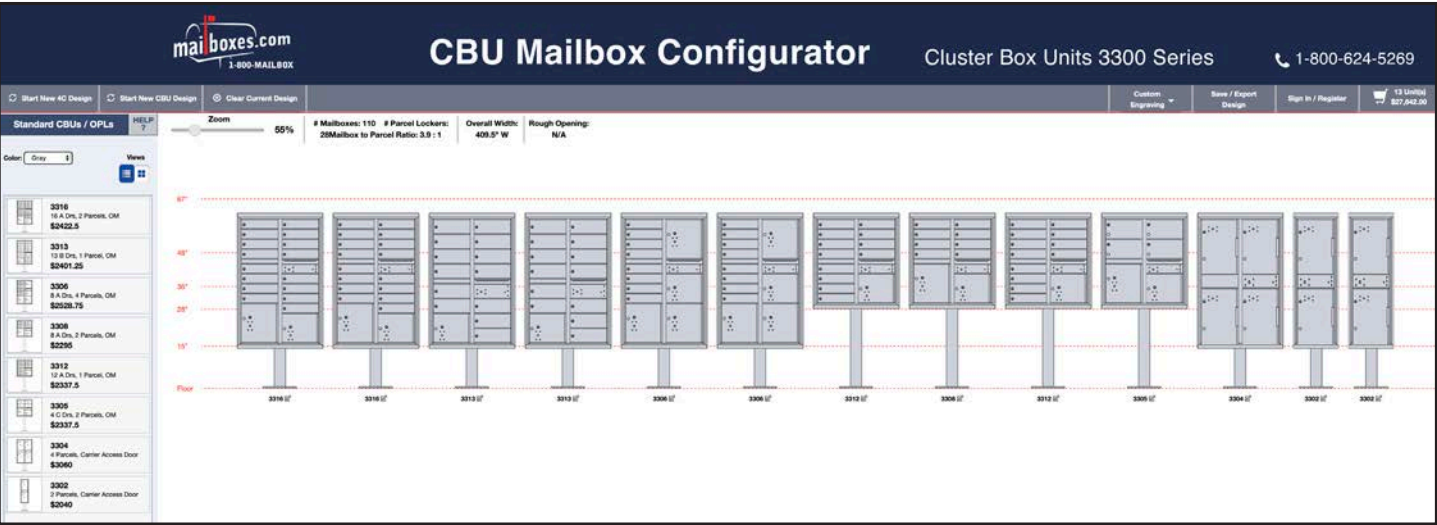 mailboxes.com
1-800-MAILBOX
CBU Mailbox Configurator
Cluster Box Units 3300 Series
1-800-624-5269
Start New 4C Design
Start New CBU Design
Clear Current Design
Custom
Engraving
Save / Export
Design
Sign In / Register
13 Unit(s)
$27,642.00
Standard CBUs / OPLs
HELP
?
Zoom
55%
# Mailboxes: 110 # Parcel Lockers:
28Mailbox to Parcel Ratio: 3.9 : 1
Overall Width:
409.5" W
Rough Opening:
N/A
Color:
Gray
Views
3316
16 A Drs, 2 Parcels, OM
$2422.5
3313
13 B Drs, 1 Parcel, OM
$2401.25
3306
8 A Drs, 4 Parcels, OM
$2528.75
3308
8 A Drs, 2 Parcels, OM
$2295
3312
12 A Drs, 1 Parcel, OM
$2337.5
3305
4 C Drs, 2 Parcels, OM
$2337.5
3304
4 Parcels, Carrier Access Door
$3060
3302
2 Parcels, Carrier Access Door
$2040
67"
48"
36"
28"
15"
Floor
3316
3316
3313
3313
3306
3306
3312
3308
3312
3305
3304
3302
3302